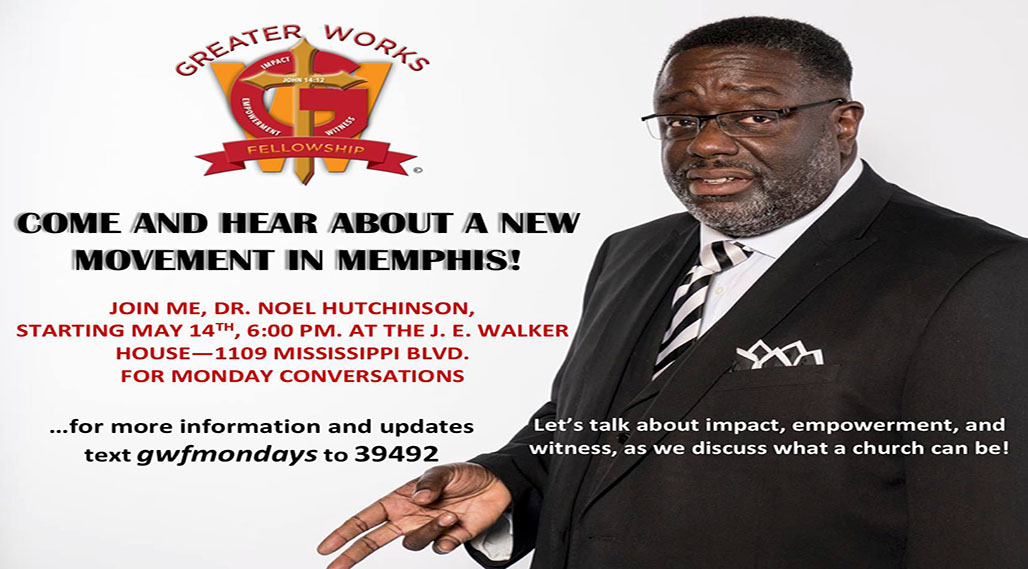 GREATER WORKS
IMPACT
JOHN 14:12
G
EMPOWERMENT
WITNESS
FELLOWSHIP
©
COME AND HEAR ABOUT A NEW
MOVEMENT IN MEMPHIS!
JOIN ME, DR. NOEL HUTCHINSON,
STARTING MAY 14TH, 6:00 PM. AT THE J. E. WALKER
HOUSE—1109 MISSISSIPPI BLVD.
FOR MONDAY CONVERSATIONS
...for more information and updates
text gwfmondays to 39492
Let's talk about impact, empowerment, and
witness, as we discuss what a church can be!